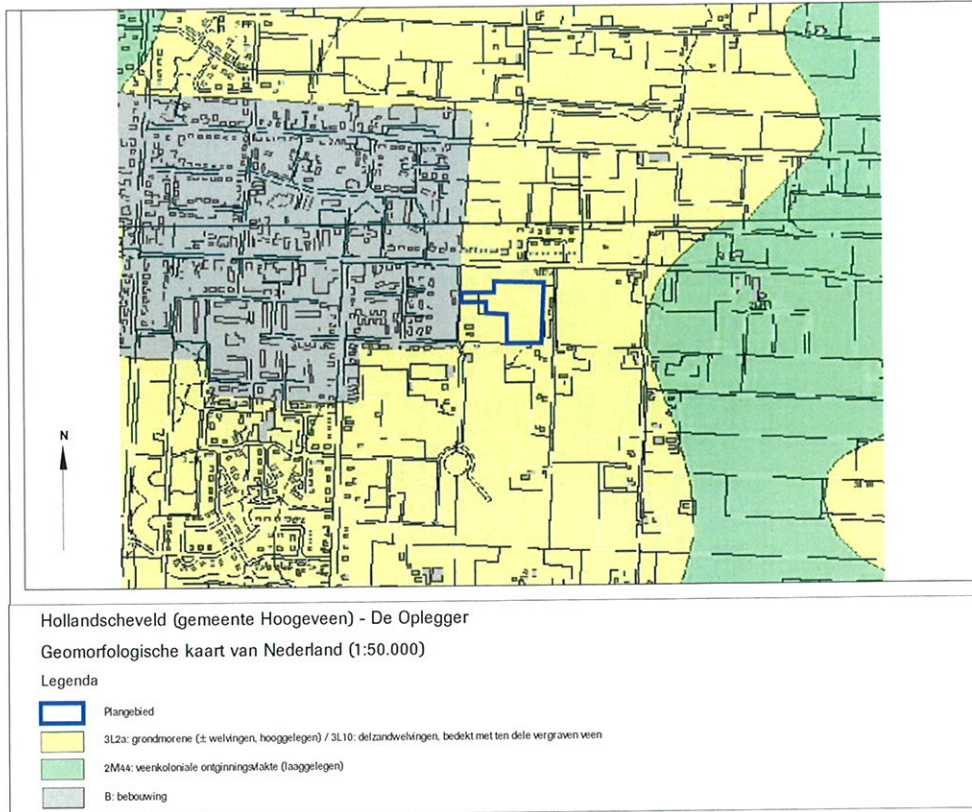 N
Hollandscheveld (gemeente Hoogeveen) - De Oplegger
Geomorfologische kaart van Nederland (1:50.000)
Legenda
Plangebied
3L2a: grondmorene (± welvingen, hooggelegen) / 3L10: delzandwelvingen, bedekt met ten dele vergraven veen
2M44: veenkoloniale ontginningsvlakte (laaggelegen)
B: bebouwing